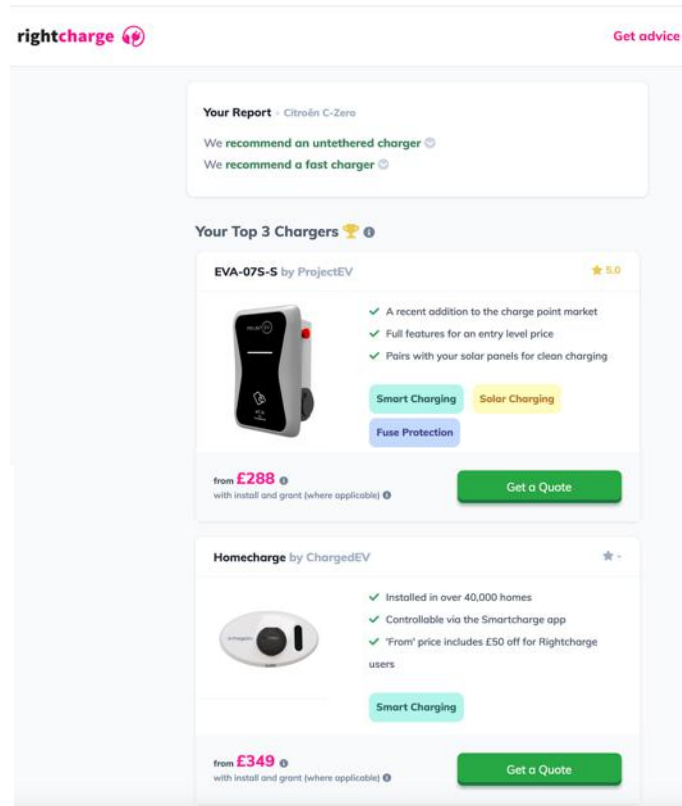 rightcharge
Get advice
Your Report
Citroën C-Zero
We recommend an untethered charger
We recommend a fast charger
Your Top 3 Chargers
EVA-07S-S by ProjectEV
5.0
A recent addition to the charge point market
Full features for an entry level price
Pairs with your solar panels for clean charging
Smart Charging
Solar Charging
Fuse Protection
from £288
with install and grant (where applicable)
Get a Quote
Homecharge by ChargedEV
-
Installed in over 40,000 homes
Controllable via the Smartcharge app
'From' price includes £50 off for Rightcharge
users
Smart Charging
from £349
with install and grant (where applicable)
Get a Quote